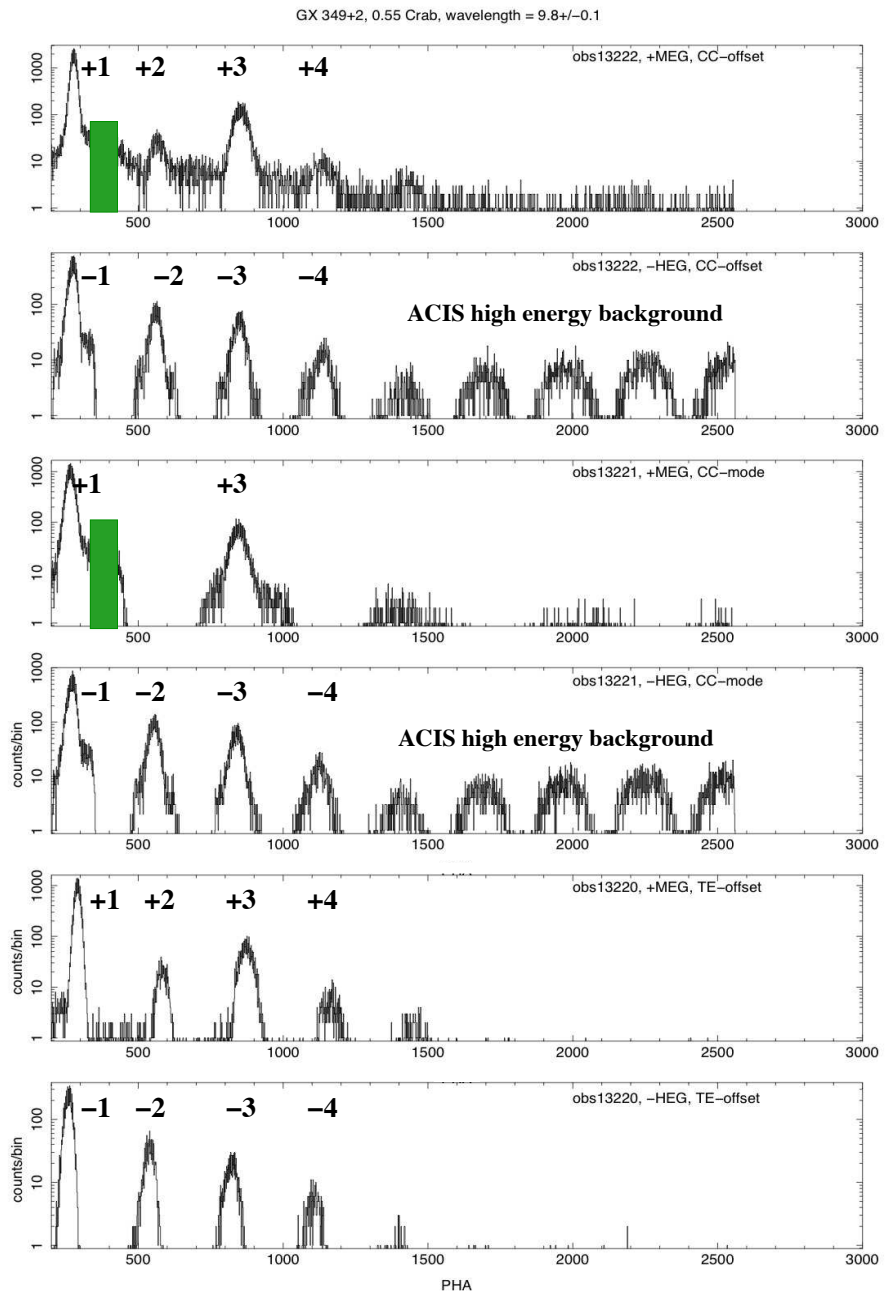 GX 349+2, 0.55 Crab, wavelength = 9.8+/−0.1
obs13222, +MEG, CC−offset
+1 +2 +3 +4
1 10 100 1000
500 1000 1500 2000 2500 3000
obs13222, −HEG, CC−offset
−1 −2 −3 −4
ACIS high energy background
1 10 100
500 1000 1500 2000 2500 3000
obs13221, +MEG, CC−mode
+1 +3
1 10 100 1000
500 1000 1500 2000 2500 3000
obs13221, −HEG, CC−mode
−1 −2 −3 −4
ACIS high energy background
counts/bin
1 10 100 1000
500 1000 1500 2000 2500 3000
obs13220, +MEG, TE−offset
+1 +2 +3 +4
counts/bin
1 10 100 1000
500 1000 1500 2000 2500 3000
obs13220, −HEG, TE−offset
−1 −2 −3 −4
counts/bin
1 10 100
500 1000 1500 2000 2500 3000
PHA